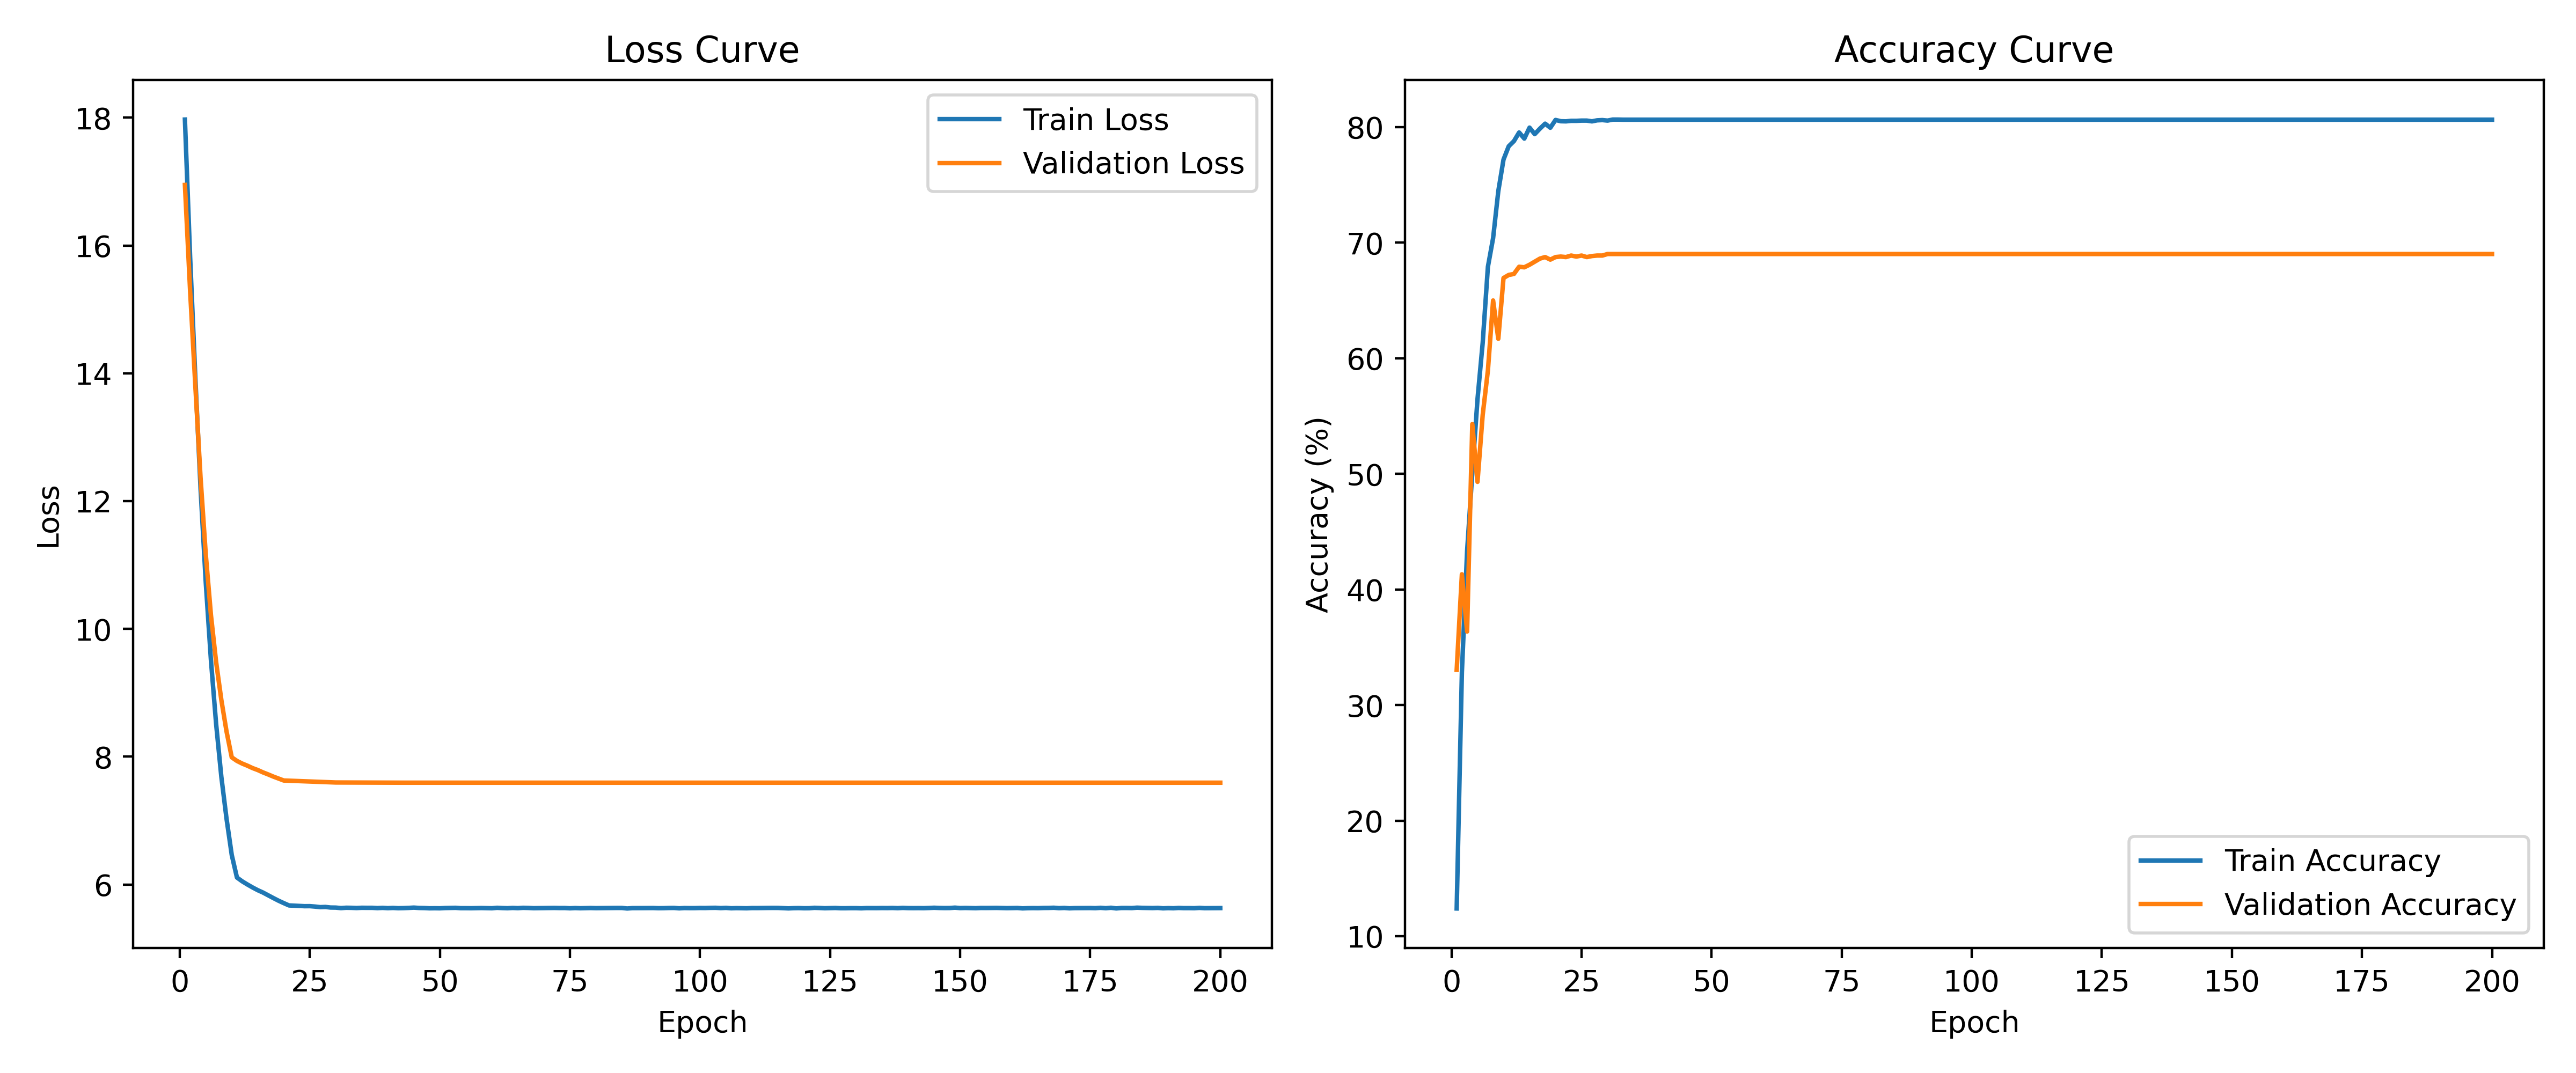 Loss Curve
18
16
14
12
10
8
6
Loss
0 25 50 75 100 125 150 175 200
Epoch
Train Loss
Validation Loss
Accuracy Curve
80
70
60
50
40
30
20
10
Accuracy (%)
0 25 50 75 100 125 150 175 200
Epoch
Train Accuracy
Validation Accuracy